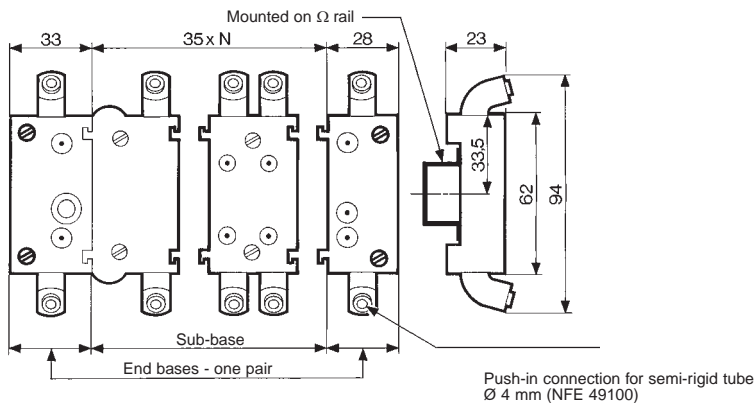 Mounted on Ω rail
33
35 x N
28
23
33,5
62
94
Sub-base
End bases - one pair
Push-in connection for semi-rigid tube
Ø 4 mm (NFE 49100)